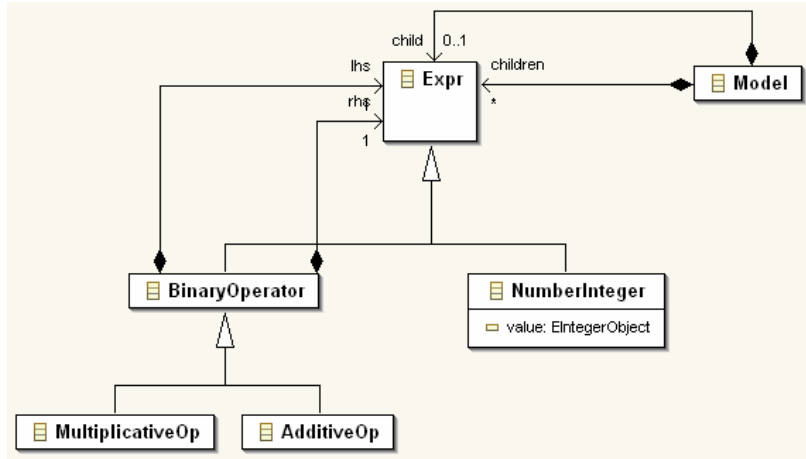 child 0..1
lhs
Expr
children
Model
rhs
1
*
1
BinaryOperator
NumberInteger
value: EIntegerObject
MultiplicativeOp
AdditiveOp